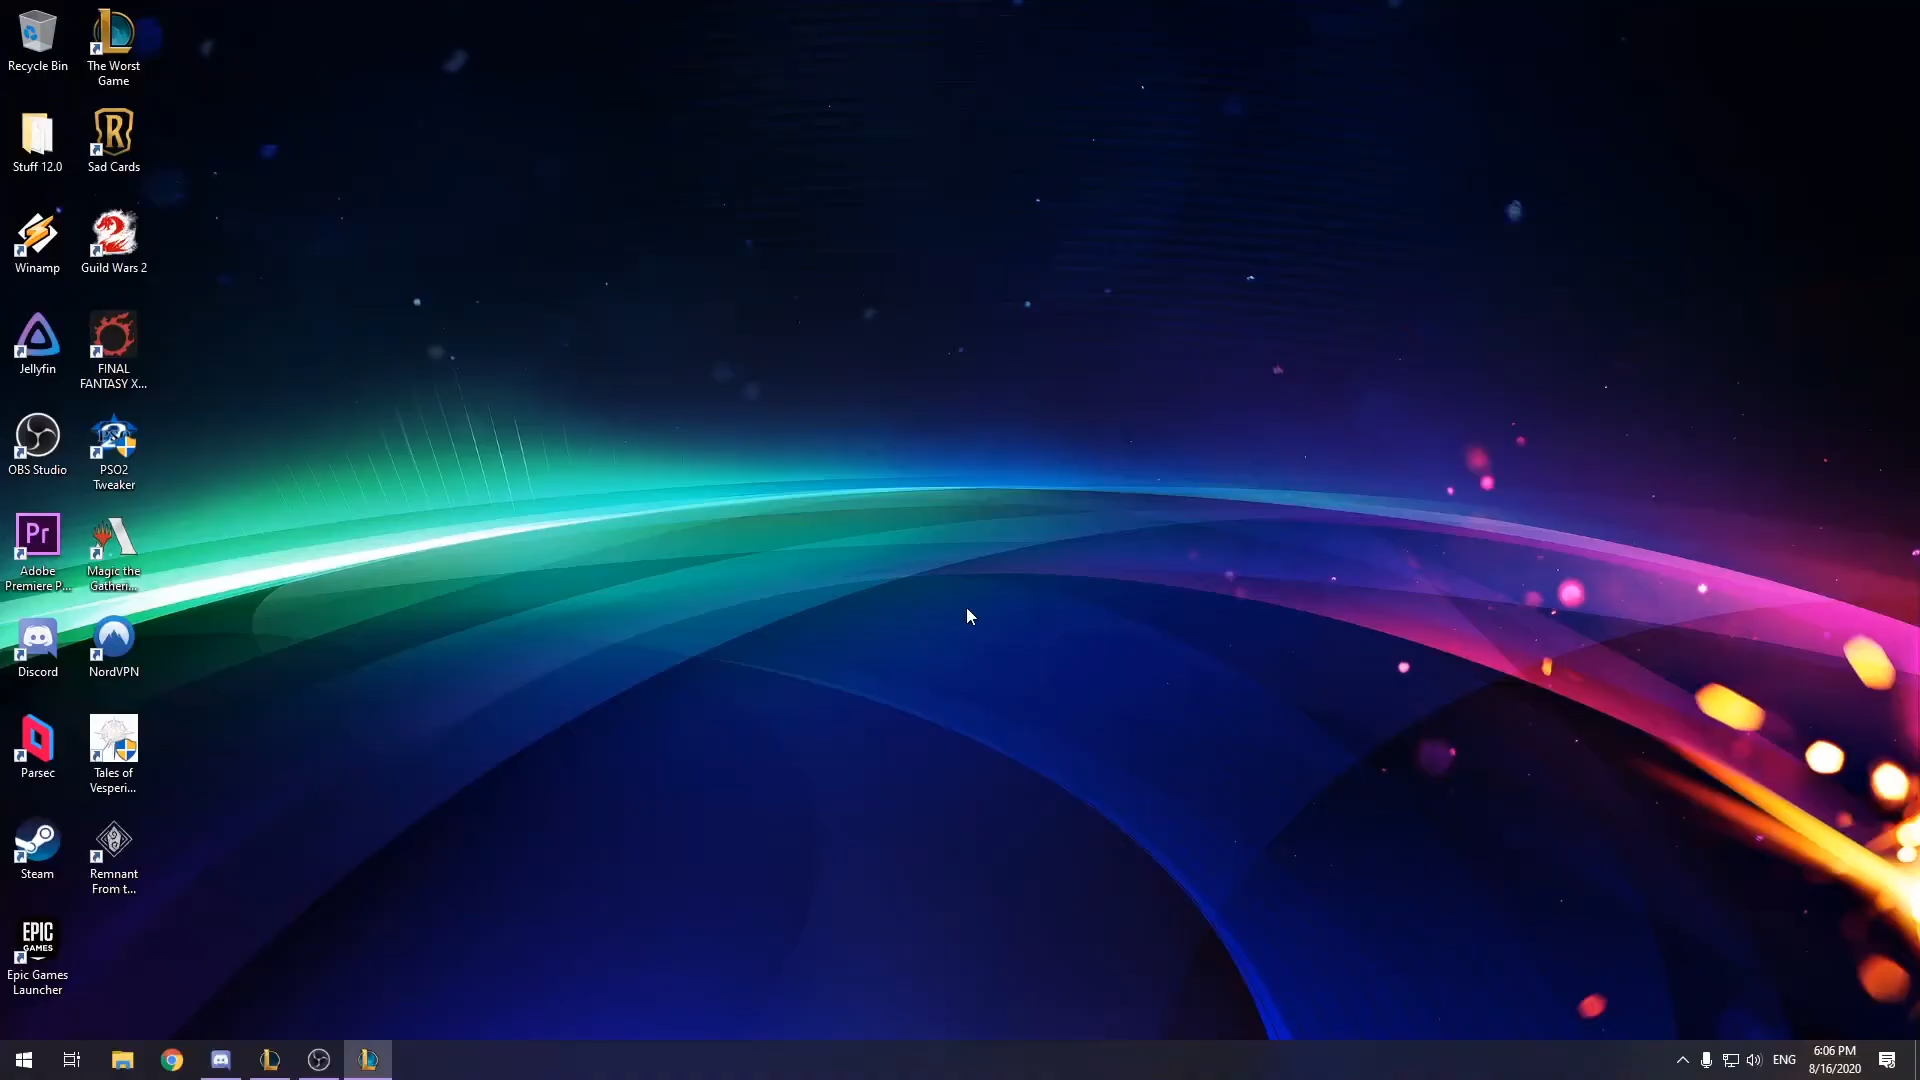 Recycle Bin
The Worst
Game
Stuff 12.0
Sad Cards
Winamp
Guild Wars 2
Jellyfin
FINAL
FANTASY X...
OBS Studio
PSO2
Tweaker
Pr
Adobe
Premiere P...
Magic the
Gatheri...
Discord
NordVPN
Parsec
Tales of
Vesperi...
Steam
Remnant
From t...
EPIC
GAMES
Epic Games
Launcher
ENG
6:06 PM
8/16/2020